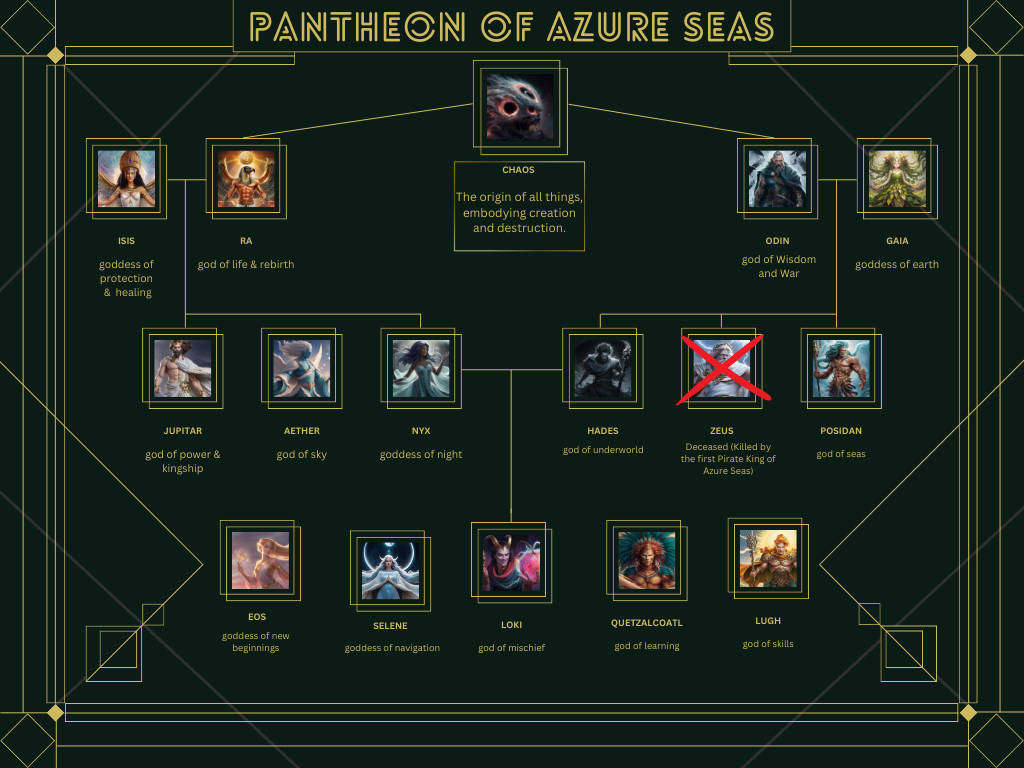 PANTHEON OF AZURE SEAS
CHAOS
The origin of all things,
embodying creation
and destruction.
ISIS
goddess of
protection
& healing
RA
god of life & rebirth
ODIN
god of Wisdom
and War
GAIA
goddess of earth
JUPITAR
god of power &
kingship
AETHER
god of sky
NYX
goddess of night
HADES
god of underworld
ZEUS
Deceased (Killed by
the first Pirate King of
Azure Seas)
POSIDAN
god of seas
EOS
goddess of new
beginnings
SELENE
goddess of navigation
LOKI
god of mischief
QUETZALCOATL
god of learning
LUGH
god of skills